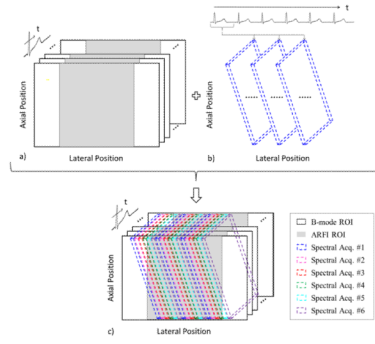 t
t
Axial Position
Axial Position
...
...
......
......
a)
Lateral Position
b)
Lateral Position
t
...
Axial Position
...
c)
Lateral Position
B-mode ROI
ARFI ROI
Spectral Acq. #1
Spectral Acq. #2
Spectral Acq. #3
Spectral Acq. #4
Spectral Acq. #5
Spectral Acq. #6